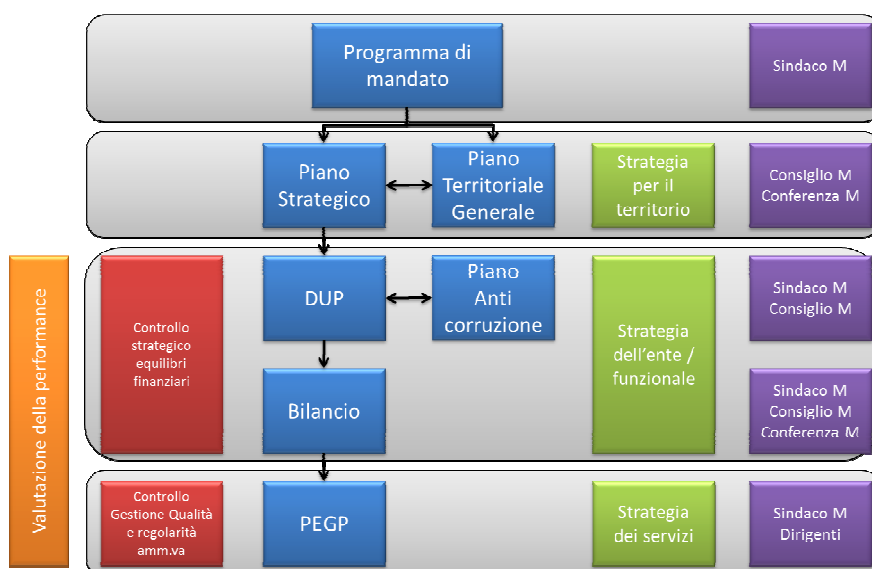 Programma di
mandato
Sindaco M
Piano
Strategico
Piano
Territoriale
Generale
Strategia
per il
territorio
Consiglio M
Conferenza M
Valutazione della performance
Controllo
strategico
equilibri
finanziari
DUP
Piano
Anti
corruzione
Strategia
dell'ente /
funzionale
Sindaco M
Consiglio M
Bilancio
Sindaco M
Consiglio M
Conferenza M
Controllo
Gestione Qualità
e regolarità
amm.va
PEGP
Strategia
dei servizi
Sindaco M
Dirigenti